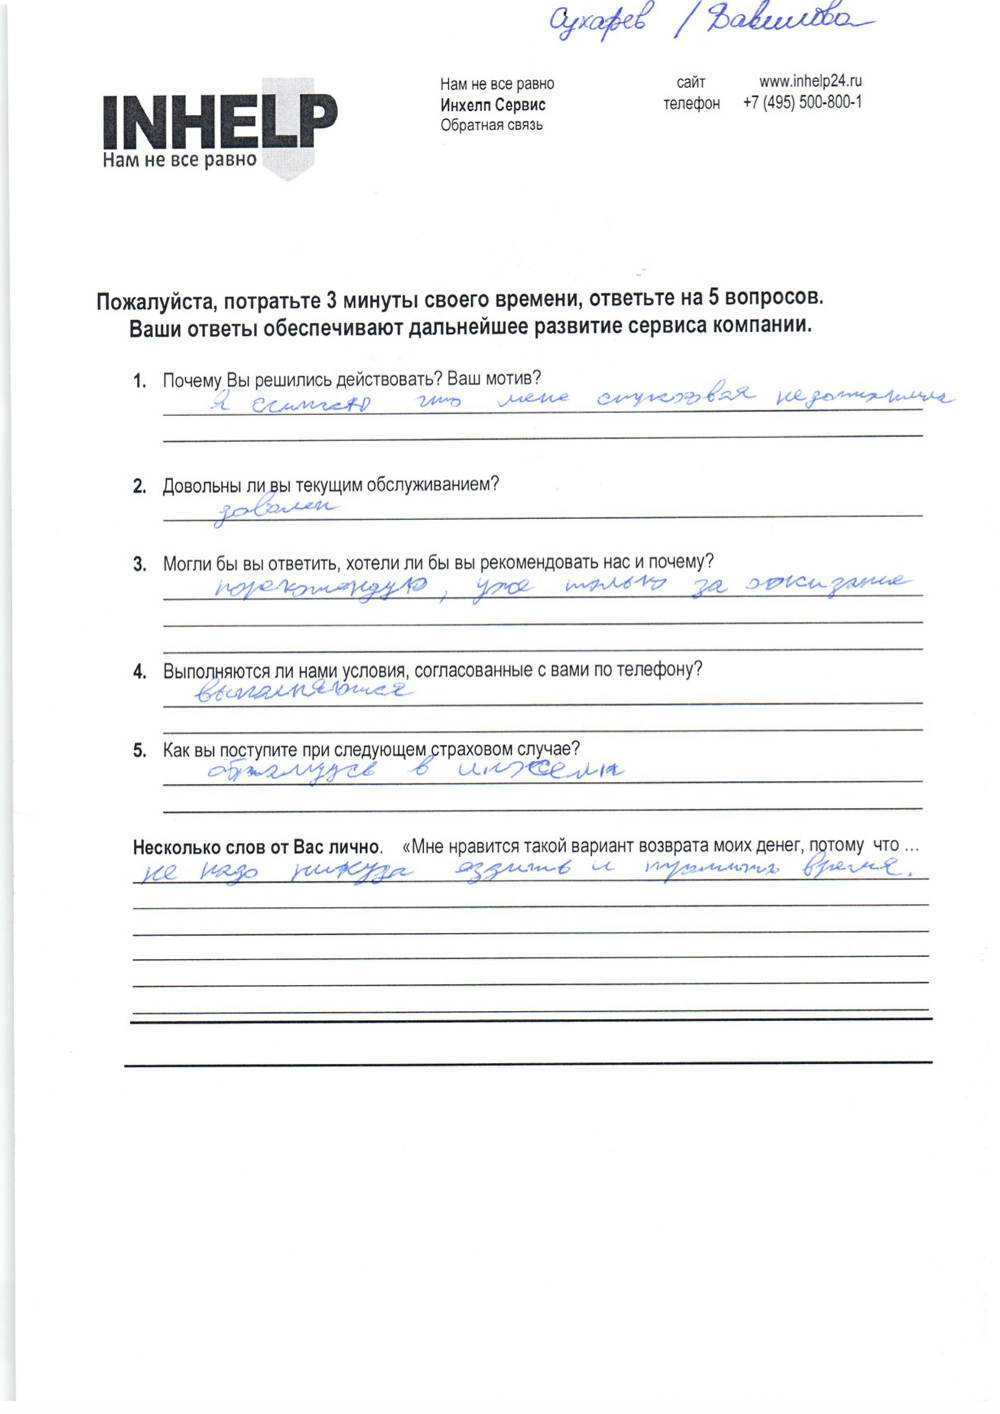 Сухарев / Вавилова
INHELP
Нам не все равно
Нам не все равно
Инхелп Сервис
Обратная связь
сайт www.inhelp24.ru
телефон +7 (495) 500-800-1
Пожалуйста, потратьте 3 минуты своего времени, ответьте на 5 вопросов.
Ваши ответы обеспечивают дальнейшее развитие сервиса компании.
1. Почему Вы решились действовать? Ваш мотив?
Я считаю что мене страховая
2. Довольны ли вы текущим обслуживанием?
доволен
3. Могли бы вы ответить, хотели ли бы вы рекомендовать нас и почему?
порекомендую, уже только за
4. Выполняются ли нами условия, согласованные с вами по телефону?
выполняются
5. Как вы поступите при следующем страховом случае?
обращусь в инхелп
Несколько слов от Вас лично. «Мне нравится такой вариант возврата моих денег, потому что ...
не надо никуда ездить и тратить время.